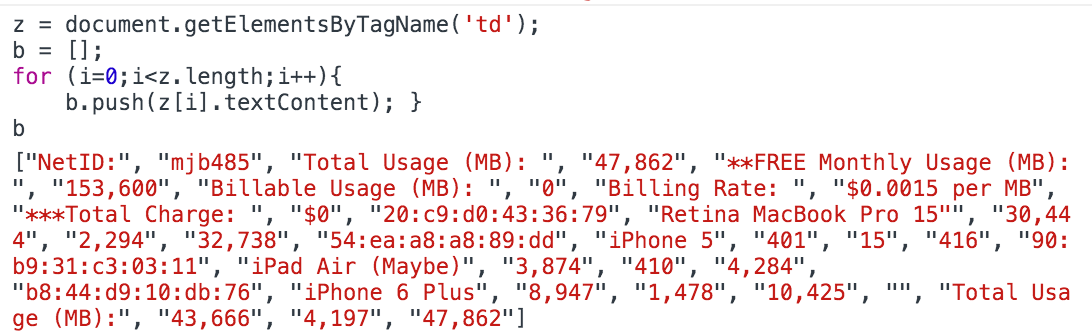 z = document.getElementsByTagName('td');
b = [];
for (i=0;i<z.length;i++){
    b.push(z[i].textContent); }
b
["NetID:", "mjb485", "Total Usage (MB): ", "47,862", "**FREE Monthly Usage (MB):
", "153,600", "Billable Usage (MB): ", "0", "Billing Rate: ", "$0.0015 per MB",
"***Total Charge: ", "$0", "20:c9:d0:43:36:79", "Retina MacBook Pro 15"", "30,44
4", "2,294", "32,738", "54:ea:a8:a8:89:dd", "iPhone 5", "401", "15", "416", "90:
b9:31:c3:03:11", "iPad Air (Maybe)", "3,874", "410", "4,284",
"b8:44:d9:10:db:76", "iPhone 6 Plus", "8,947", "1,478", "10,425", "", "Total Usa
ge (MB):", "43,666", "4,197", "47,862"]